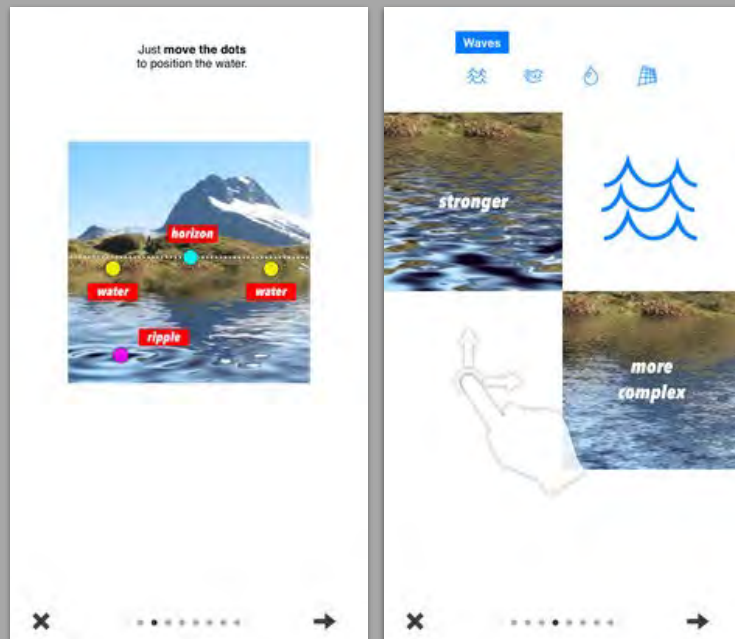 Just move the dots
to position the water.
horizon
water
water
ripple
Waves
stronger
more
complex